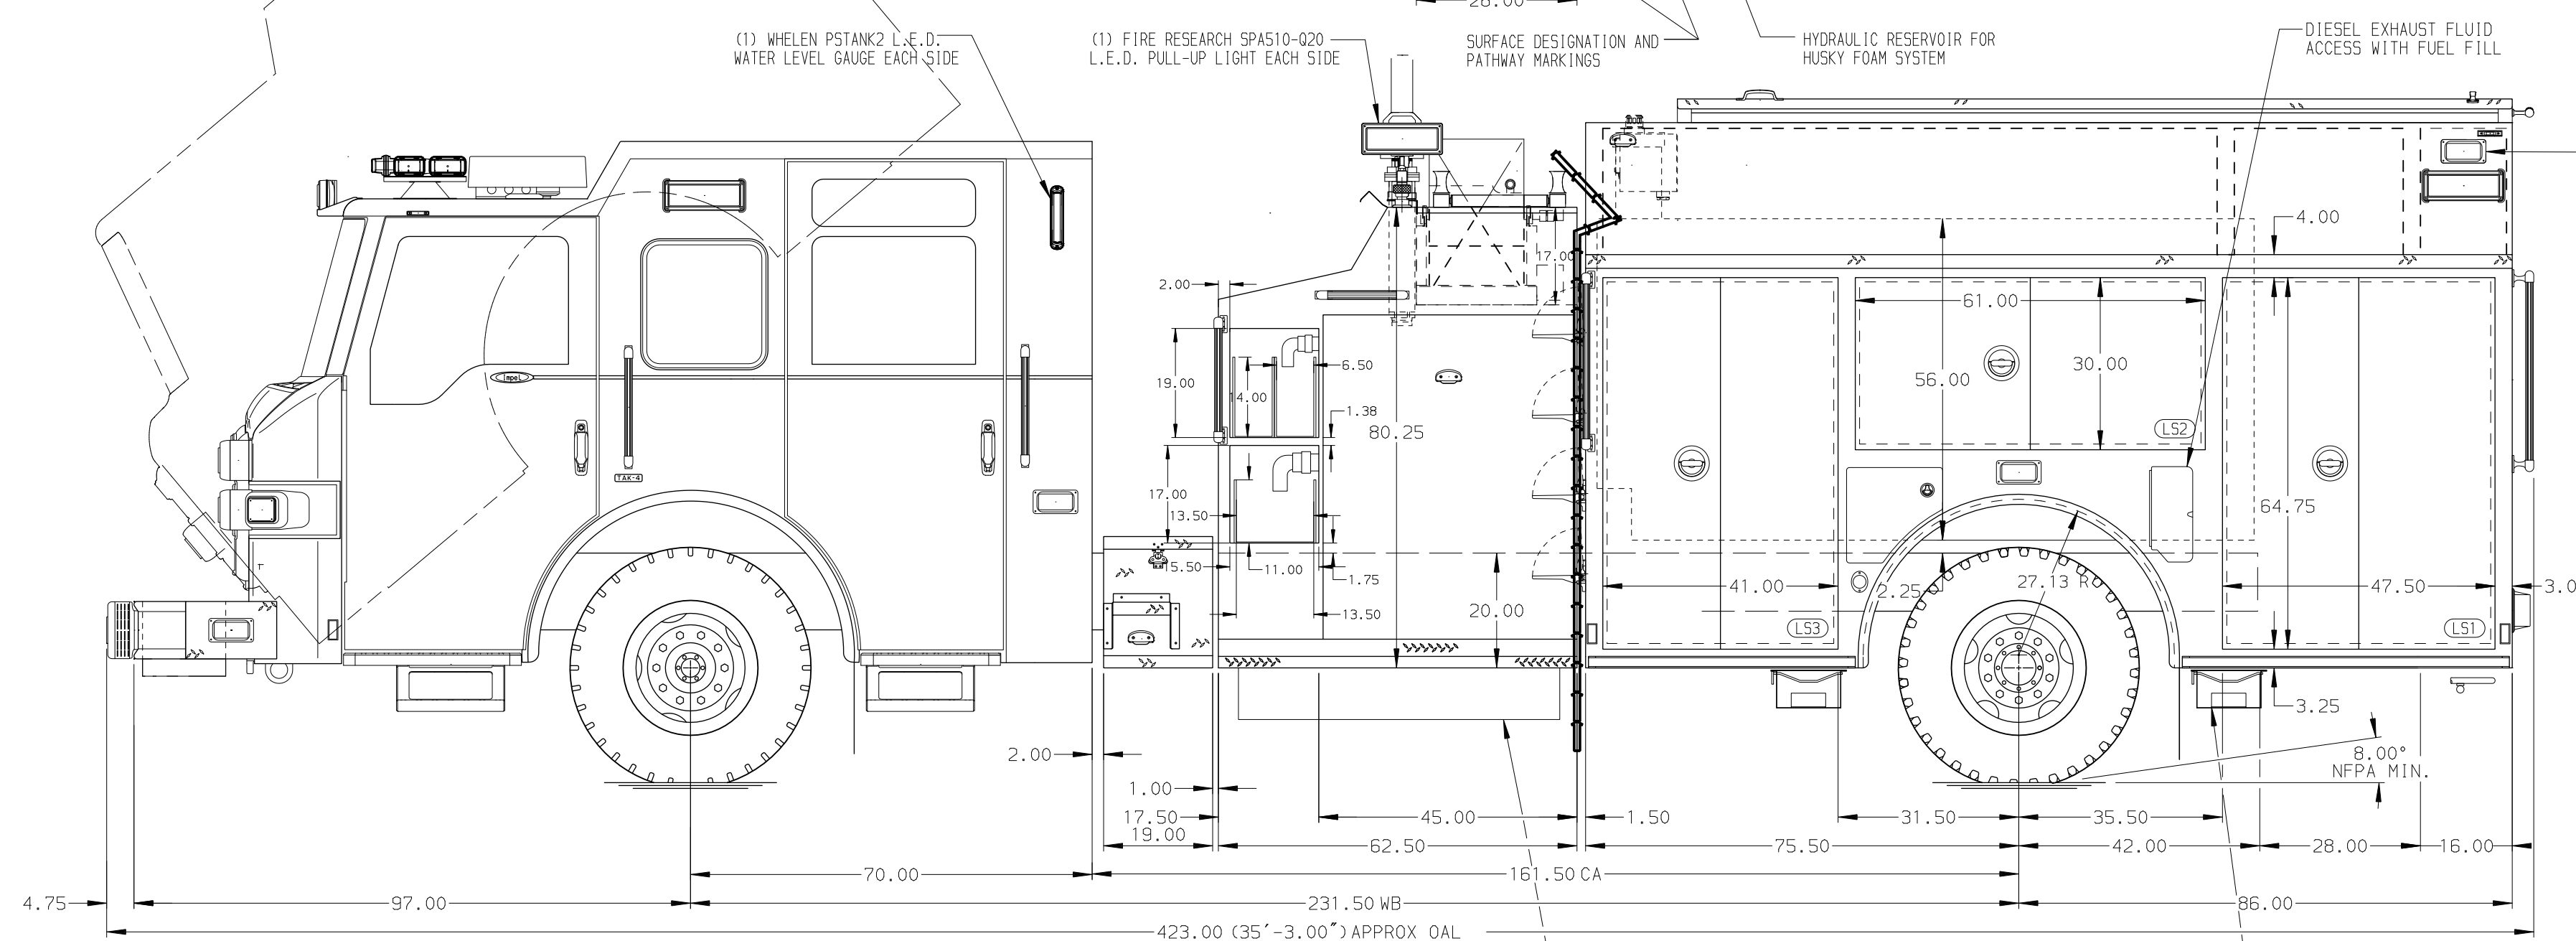 28.00
(1) WHELEN PSTANK2 L.E.D.
WATER LEVEL GAUGE EACH SIDE
(1) FIRE RESEARCH SPA510-Q20
L.E.D. PULL-UP LIGHT EACH SIDE
SURFACE DESIGNATION AND
PATHWAY MARKINGS
HYDRAULIC RESERVOIR FOR
HUSKY FOAM SYSTEM
DIESEL EXHAUST FLUID
ACCESS WITH FUEL FILL
4.00
17.00
2.00
61.00
6.50
30.00
Impel
56.00
19.00
14.00
1.38
80.25
LS2
TAK-4
17.00
13.50
64.75
15.50
11.00
1.75
27.13 R
41.00
2.25
47.50
3.0
20.00
13.50
LS3
LS1
3.25
2.00
8.00°
NFPA MIN.
1.00
17.50
45.00
1.50
31.50
35.50
19.00
62.50
75.50
42.00
28.00
16.00
70.00
161.50 CA
4.75
97.00
231.50 WB
86.00
423.00 (35'-3.00") APPROX OAL